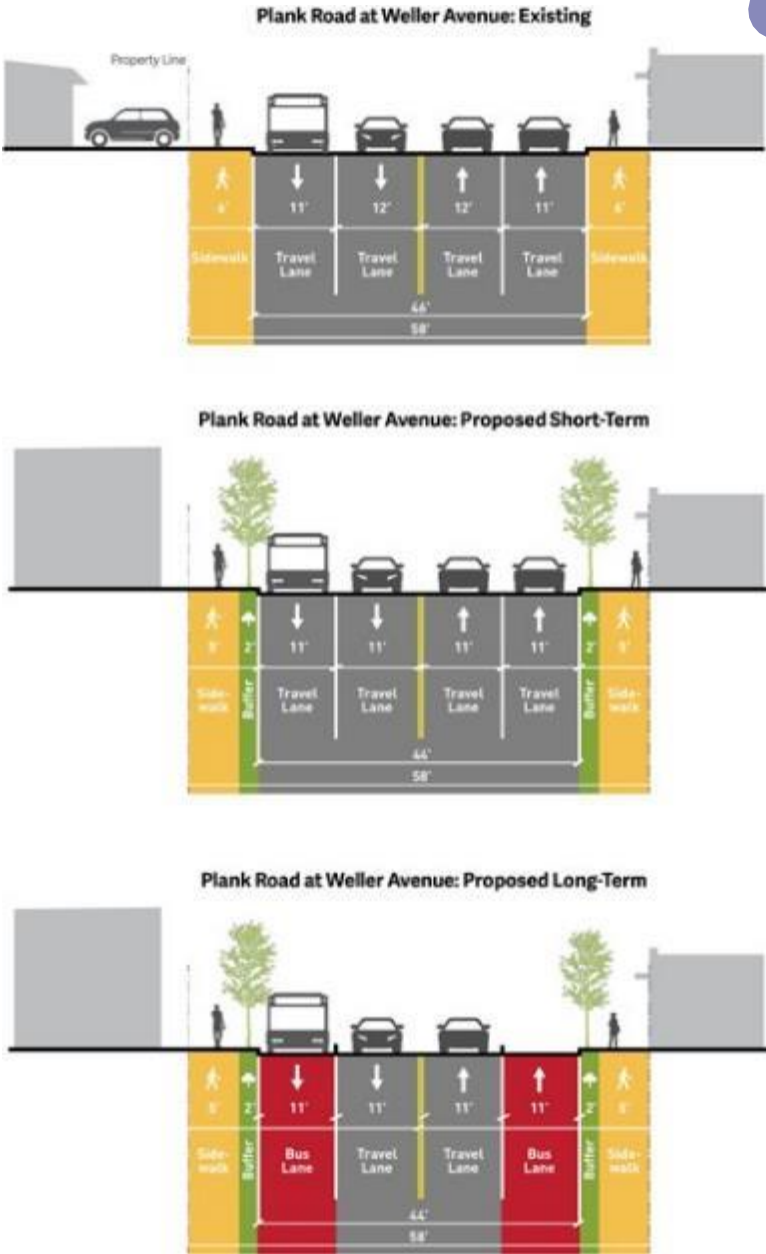 Plank Road at Weller Avenue: Existing
Property Line
6' 11' 12' 12' 11' 6'
Sidewalk Travel Lane Travel Lane Travel Lane Travel Lane Sidewalk
46'
58'
Plank Road at Weller Avenue: Proposed Short-Term
5' 2' 11' 11' 11' 11' 2' 5'
Side-walk Buffer Travel Lane Travel Lane Travel Lane Travel Lane Buffer Side-walk
44'
58'
Plank Road at Weller Avenue: Proposed Long-Term
5' 2' 11' 11' 11' 11' 2' 5'
Side-walk Buffer Bus Lane Travel Lane Travel Lane Bus Lane Buffer Side-walk
44'
58'